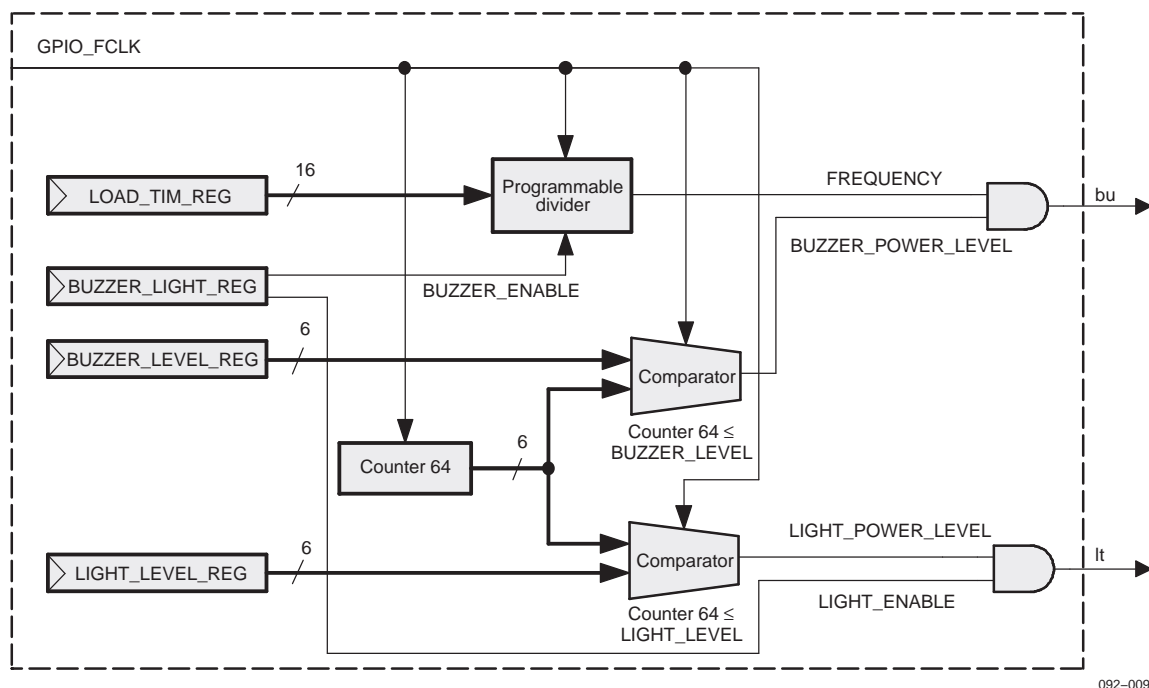 GPIO_FCLK
LOAD_TIM_REG
16
Programmable
divider
FREQUENCY
bu
BUZZER_POWER_LEVEL
BUZZER_LIGHT_REG
BUZZER_ENABLE
BUZZER_LEVEL_REG
6
Comparator
Counter 64 ≤
BUZZER_LEVEL
Counter 64
6
LIGHT_LEVEL_REG
6
Comparator
Counter 64 ≤
LIGHT_LEVEL
LIGHT_POWER_LEVEL
lt
LIGHT_ENABLE
092–009